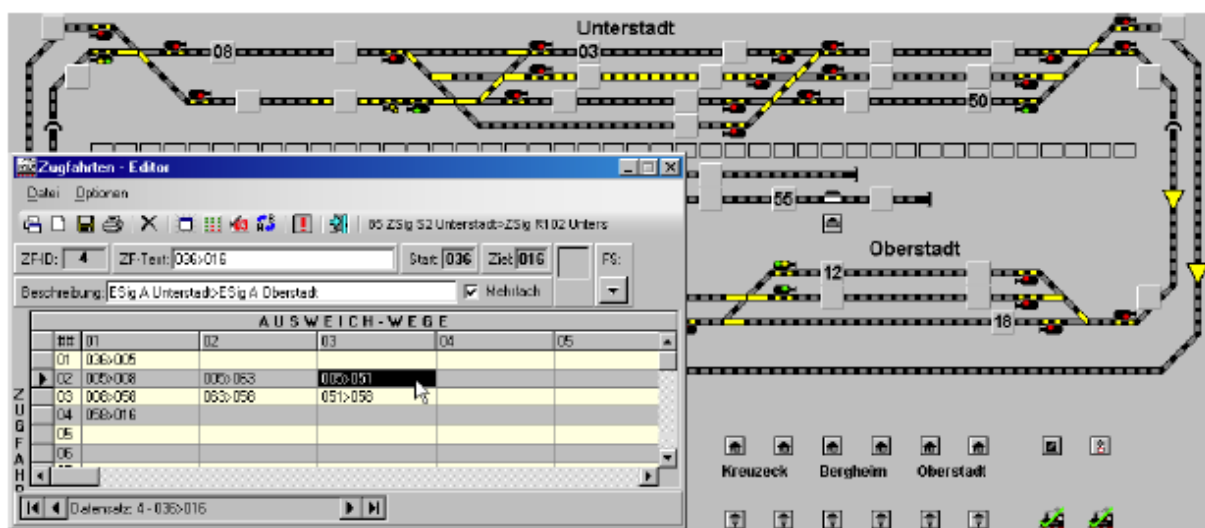 Unterstadt
08
03
50
Zugfahrten - Editor
Datei Optionen
ZSig S2 Unterstadt>ZSig R102 Unters
55
ZF-ID: 4 ZF-Text: 036>016 Start: 036 Ziel: 016 FS:
Beschreibung: ESig A Unterstadt>ESig A Oberstadt Mehrfach
Oberstadt
12
18
AUSWEICH-WEGE
## 01 02 03 04 05
01 036>005
02 005>008 005>063 005>051
03 008>058 063>058 051>058
04 058>016
05
06
ZUGFAHR
Datensatz: 4 - 036>016
Kreuzeck Bergheim Oberstadt